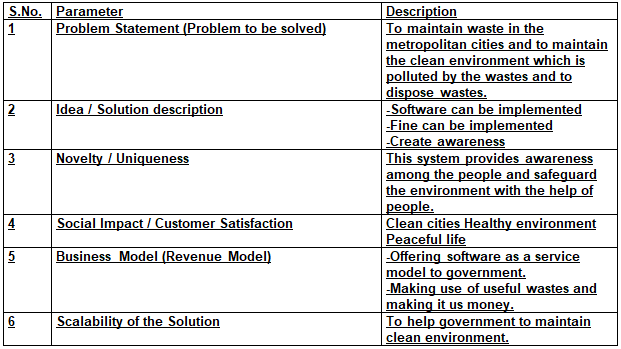 S.No. Parameter Description
1 Problem Statement (Problem to be solved) To maintain waste in the
metropolitan cities and to maintain
the clean environment which is
polluted by the wastes and to
dispose wastes.
2 Idea / Solution description -Software can be implemented
-Fine can be implemented
-Create awareness
3 Novelty / Uniqueness This system provides awareness
among the people and safeguard
the environment with the help of
people.
4 Social Impact / Customer Satisfaction Clean cities Healthy environment
Peaceful life
5 Business Model (Revenue Model) -Offering software as a service
model to government.
-Making use of useful wastes and
making it us money.
6 Scalability of the Solution To help government to maintain
clean environment.